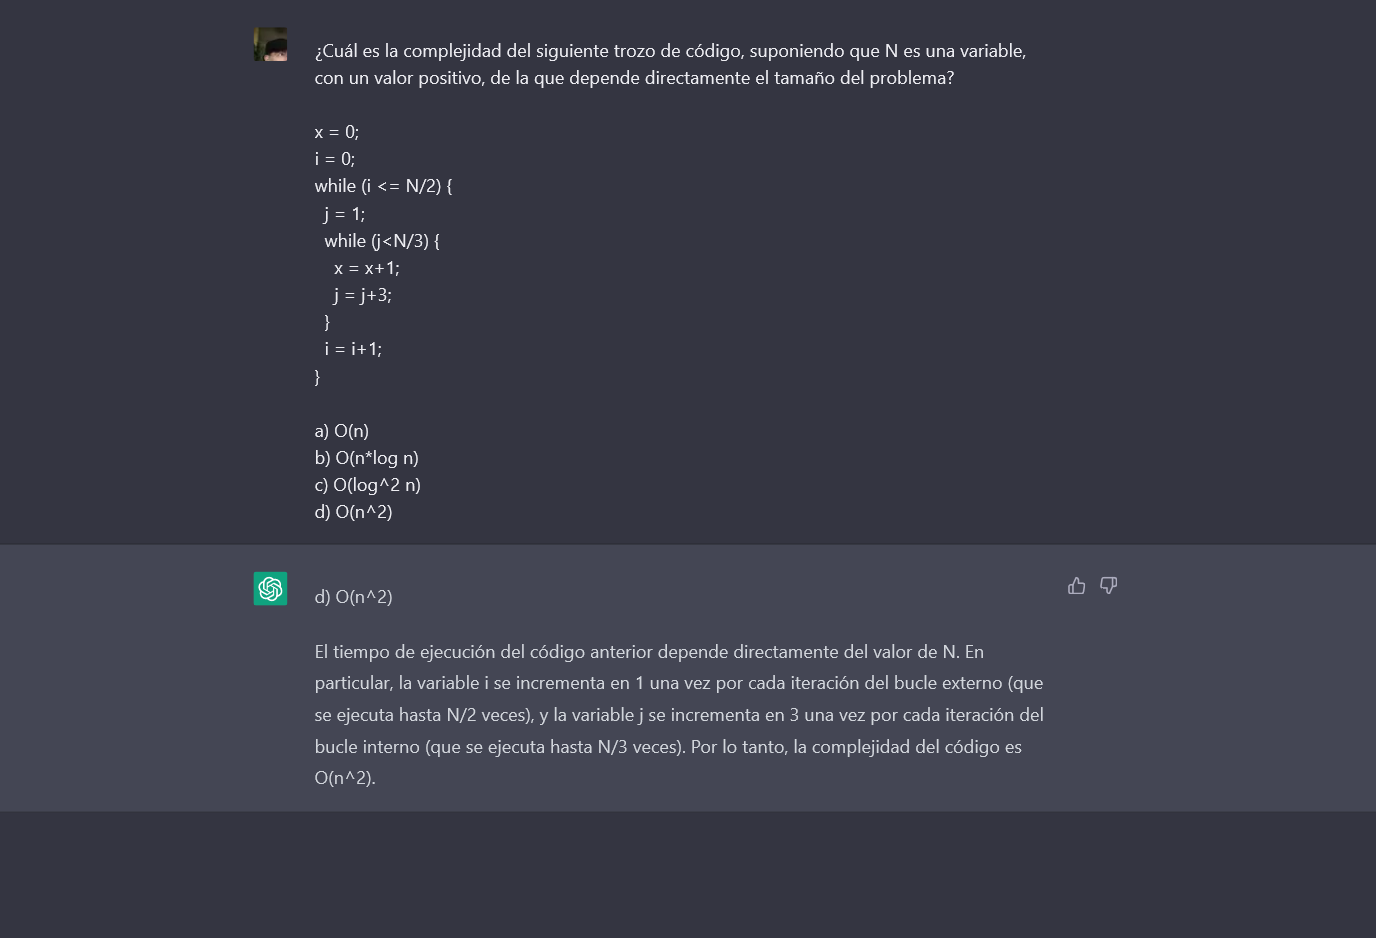 ¿Cuál es la complejidad del siguiente trozo de código, suponiendo que N es una variable,
con un valor positivo, de la que depende directamente el tamaño del problema?
x = 0;
i = 0;
while (i <= N/2) {
j = 1;
while (j<N/3) {
x = x+1;
j = j+3;
}
i = i+1;
}
a) O(n)
b) O(n*log n)
c) O(log^2 n)
d) O(n^2)
d) O(n^2)
El tiempo de ejecución del código anterior depende directamente del valor de N. En
particular, la variable i se incrementa en 1 una vez por cada iteración del bucle externo (que
se ejecuta hasta N/2 veces), y la variable j se incrementa en 3 una vez por cada iteración del
bucle interno (que se ejecuta hasta N/3 veces). Por lo tanto, la complejidad del código es
O(n^2).